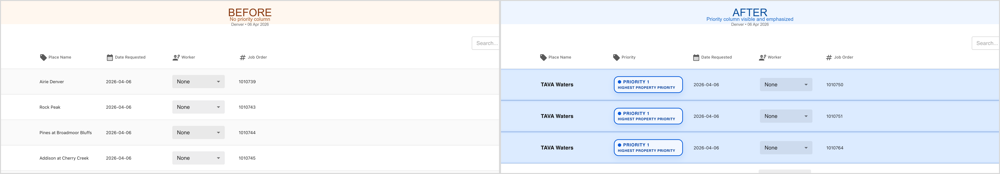 BEFORE
No priority column
Denver • 06 Apr 2026
Search...
Place Name Date Requested Worker Job Order
Airie Denver 2026-04-06 None 1010739
Rock Peak 2026-04-06 None 1010743
Pines at Broadmoor Bluffs 2026-04-06 None 1010744
Addison at Cherry Creek 2026-04-06 None 1010745
AFTER
Priority column visible and emphasized
Denver • 06 Apr 2026
Search...
Place Name Priority Date Requested Worker Job Order
TAVA Waters PRIORITY 1 2026-04-06 None 1010750
HIGHEST PROPERTY PRIORITY
TAVA Waters PRIORITY 1 2026-04-06 None 1010751
HIGHEST PROPERTY PRIORITY
TAVA Waters PRIORITY 1 2026-04-06 None 1010764
HIGHEST PROPERTY PRIORITY